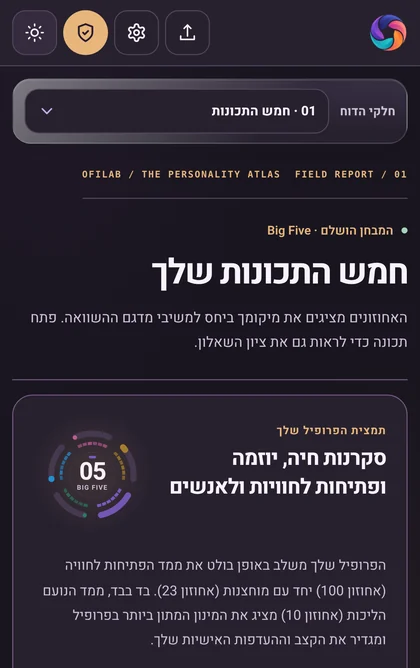 חלקי הדוח
01 · חמש התכונות
OFILAB / THE PERSONALITY ATLAS FIELD REPORT / 01
המבחן הושלם · Big Five
חמש התכונות שלך
האחוזונים מציגים את מיקומך ביחס למשיבי מדגם ההשוואה. פתח
תכונה כדי לראות גם את ציון השאלון.
תמצית הפרופיל שלך
סקרנות חיה, יוזמה
ופתיחות לחוויות ולאנשים
05
BIG FIVE
הפרופיל שלך משלב באופן בולט את ממד הפתיחות לחוויה
(אחוזון 100) יחד עם מוחצנות (אחוזון 23). בד בבד, ממד הנועם
הליכות (אחוזון 10) מציג את המינון המתון ביותר בפרופיל
ומגדיר את הקצב וההעדפות האישיות שלך.